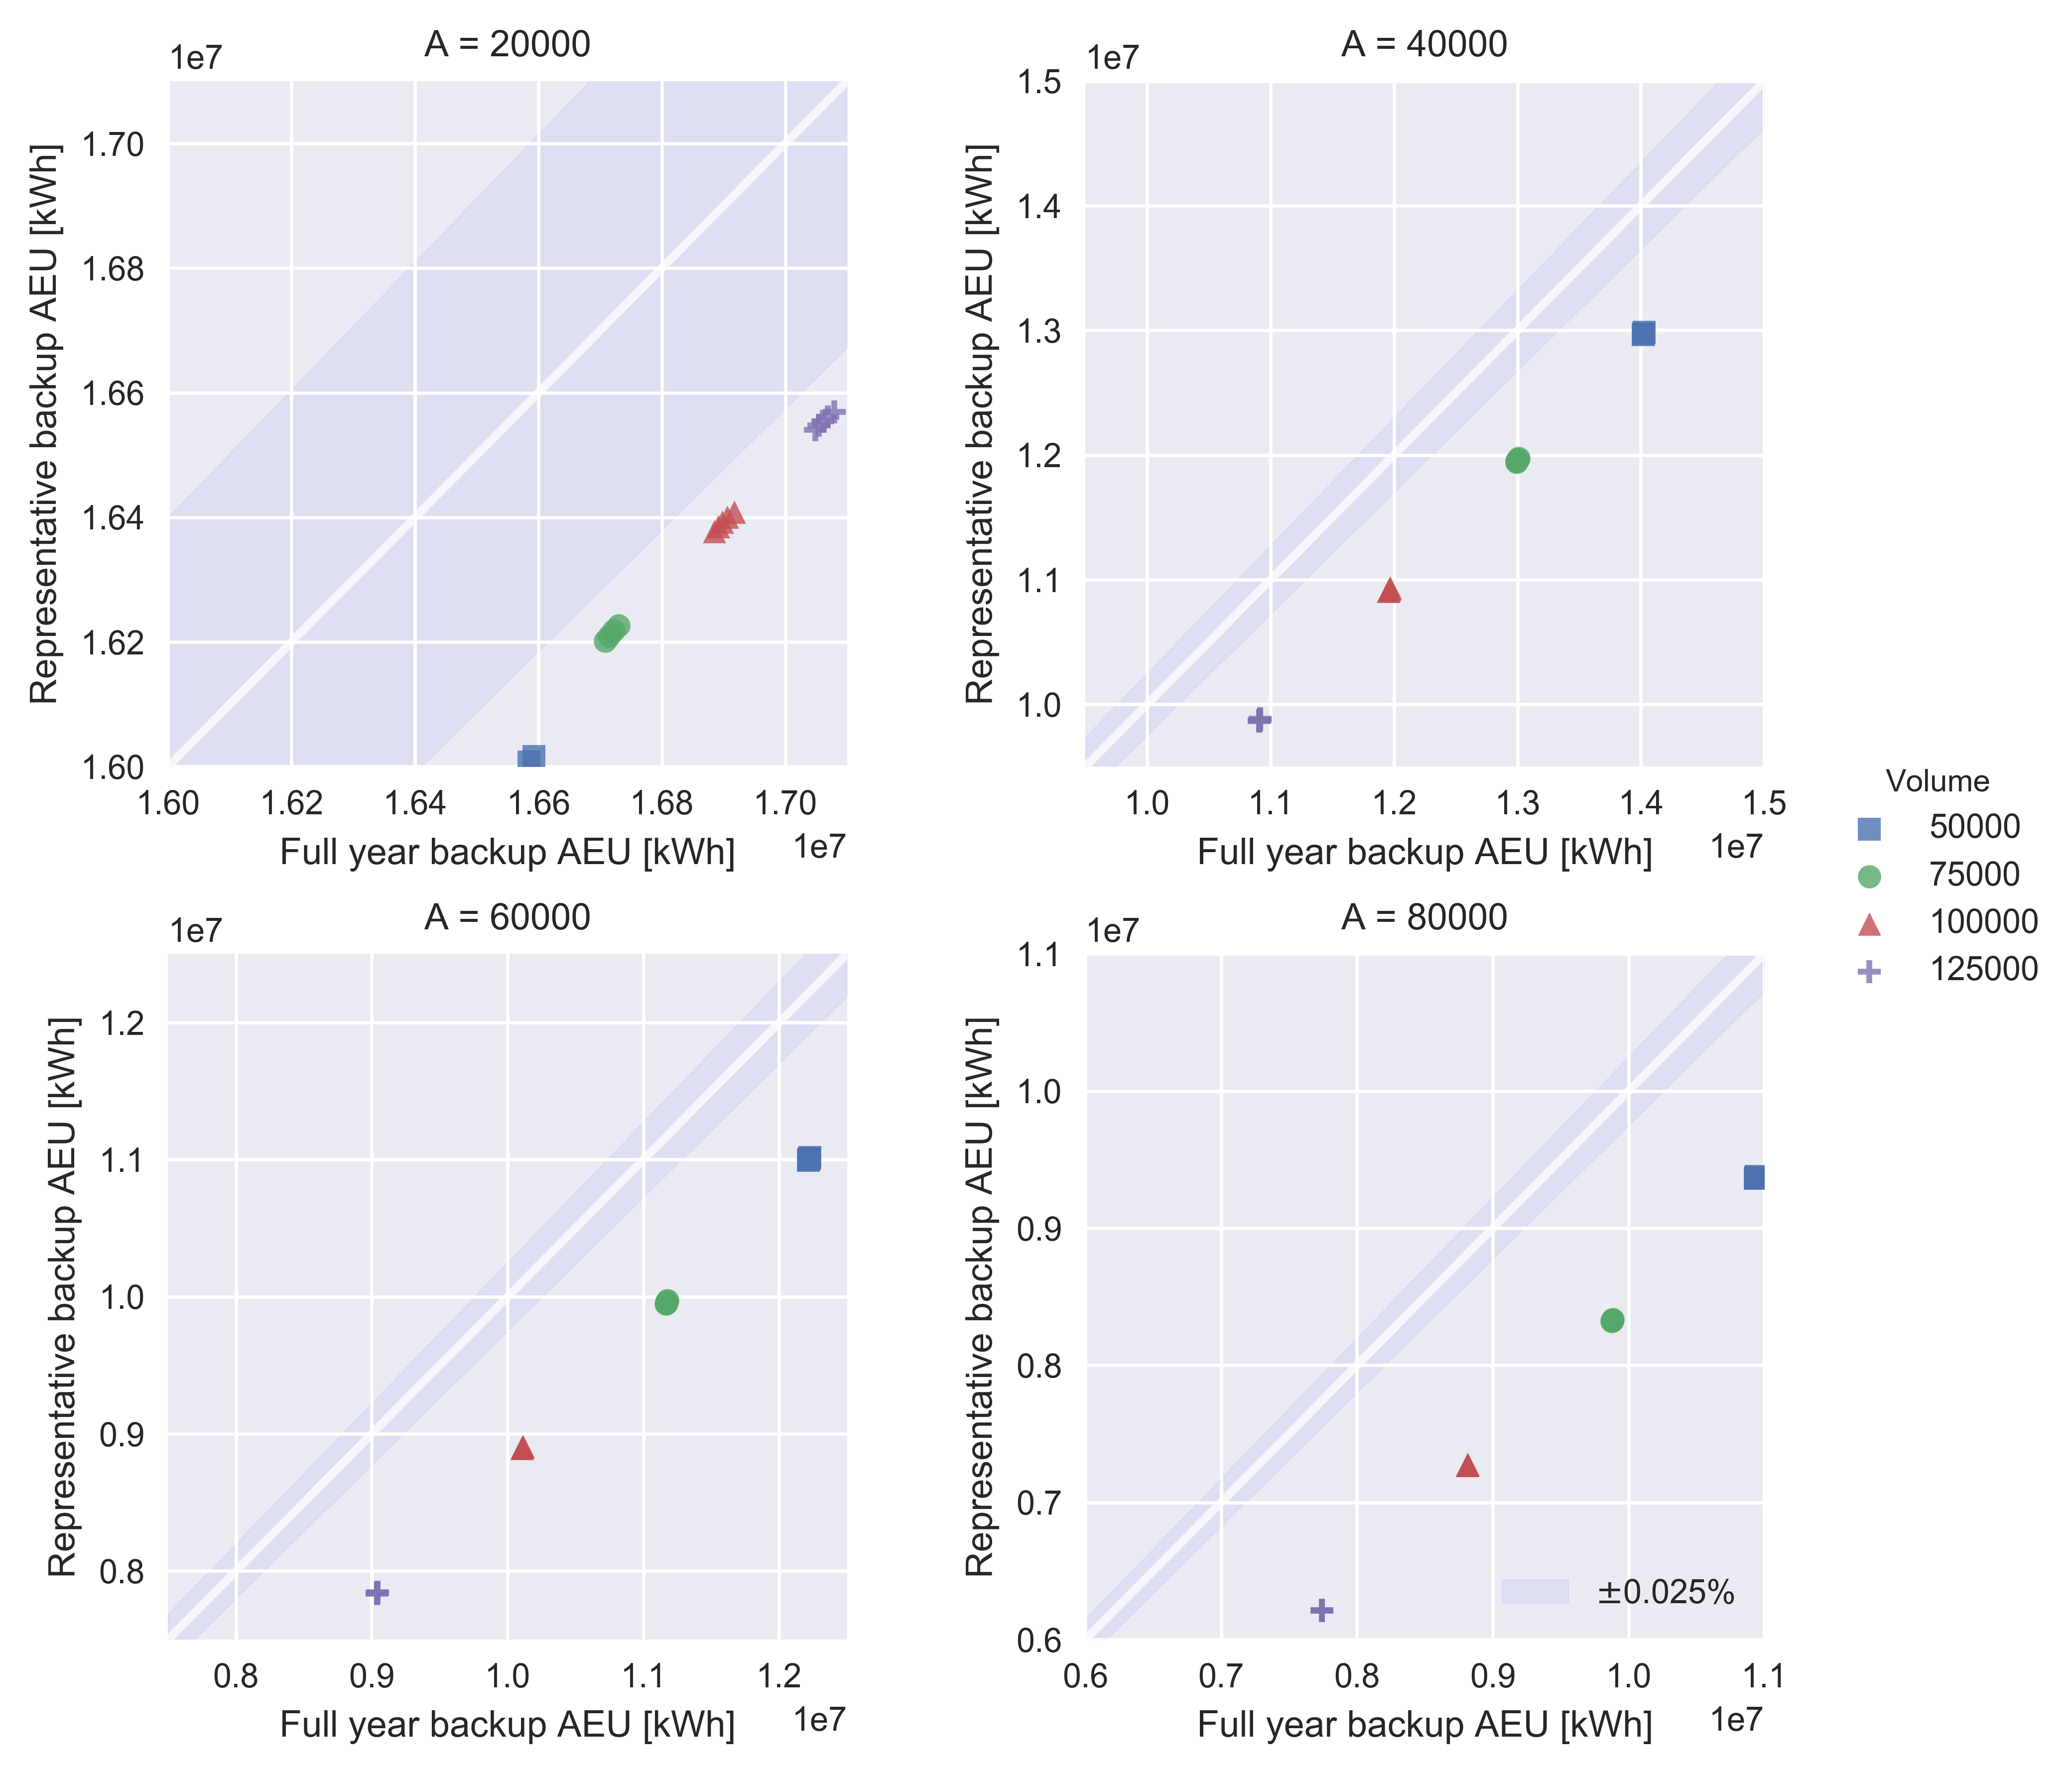 A = 20000
1e7
Representative backup AEU [kWh]
1.70
1.68
1.66
1.64
1.62
1.60
1.60 1.62 1.64 1.66 1.68 1.70
Full year backup AEU [kWh]
1e7
A = 40000
1e7
Representative backup AEU [kWh]
1.5
1.4
1.3
1.2
1.1
1.0
1.0 1.1 1.2 1.3 1.4 1.5
Full year backup AEU [kWh]
1e7
Volume
50000
75000
100000
125000
A = 60000
1e7
Representative backup AEU [kWh]
1.2
1.1
1.0
0.9
0.8
0.8 0.9 1.0 1.1 1.2
Full year backup AEU [kWh]
1e7
A = 80000
1e7
Representative backup AEU [kWh]
1.1
1.0
0.9
0.8
0.7
0.6
±0.025%
0.6 0.7 0.8 0.9 1.0 1.1
Full year backup AEU [kWh]
1e7